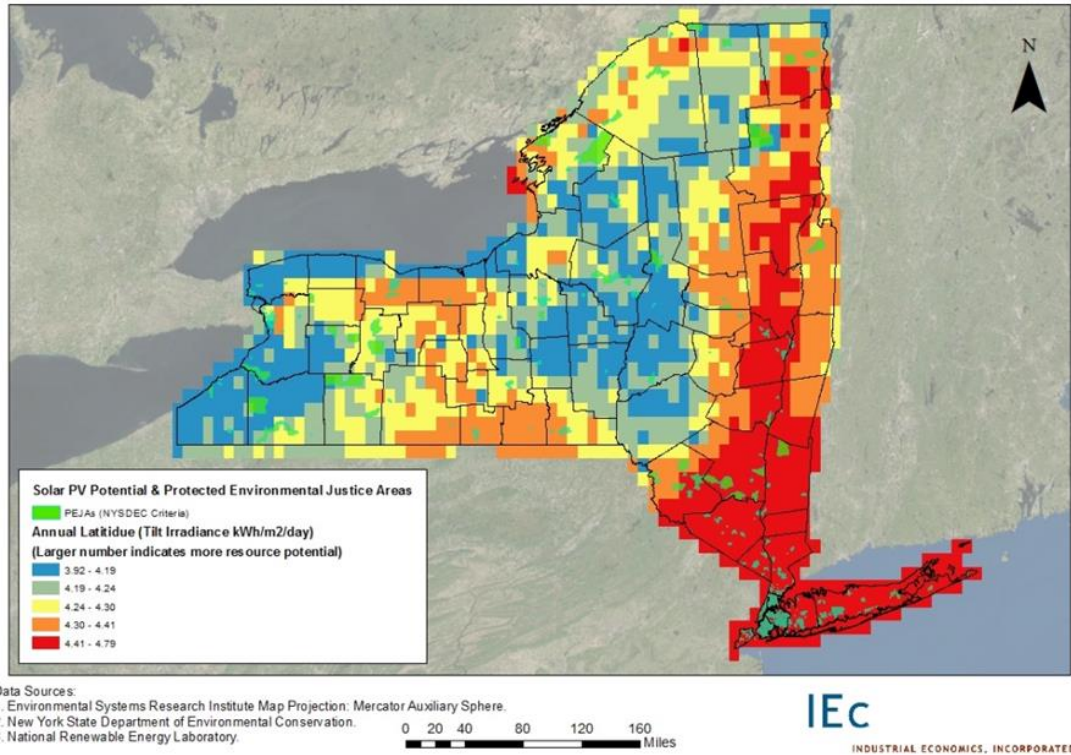 N
Solar PV Potential & Protected Environmental Justice Areas
PEJAs (NYSDEC Criteria)
Annual Latitidue (Tilt Irradiance kWh/m2/day)
(Larger number indicates more resource potential)
3.92 - 4.19
4.19 - 4.24
4.24 - 4.30
4.30 - 4.41
4.41 - 4.79
Data Sources:
. Environmental Systems Research Institute Map Projection: Mercator Auxiliary Sphere.
. New York State Department of Environmental Conservation.
. National Renewable Energy Laboratory.
0 20 40 80 120 160
Miles
IEc
INDUSTRIAL ECONOMICS, INCORPORATED